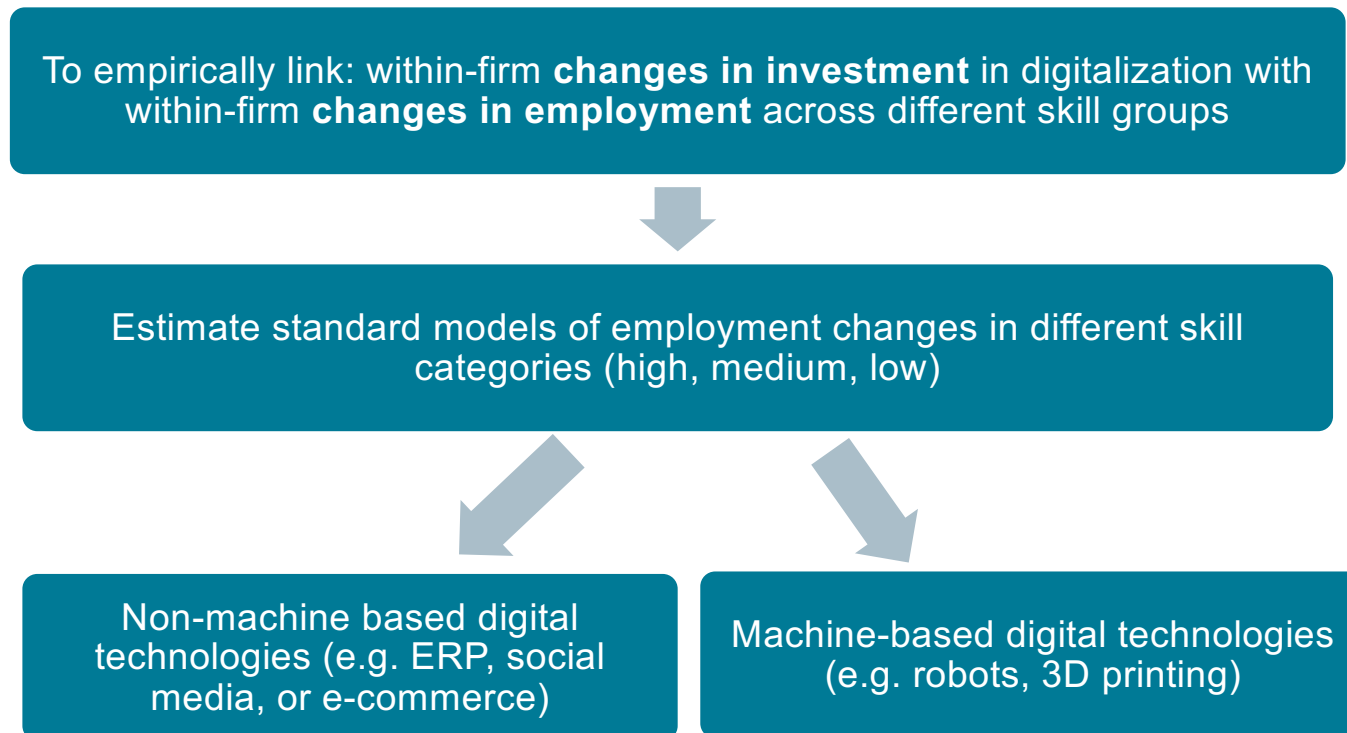 To empirically link: within-firm changes in investment in digitalization with
within-firm changes in employment across different skill groups
Estimate standard models of employment changes in different skill
categories (high, medium, low)
Non-machine based digital
technologies (e.g. ERP, social
media, or e-commerce)
Machine-based digital technologies
(e.g. robots, 3D printing)